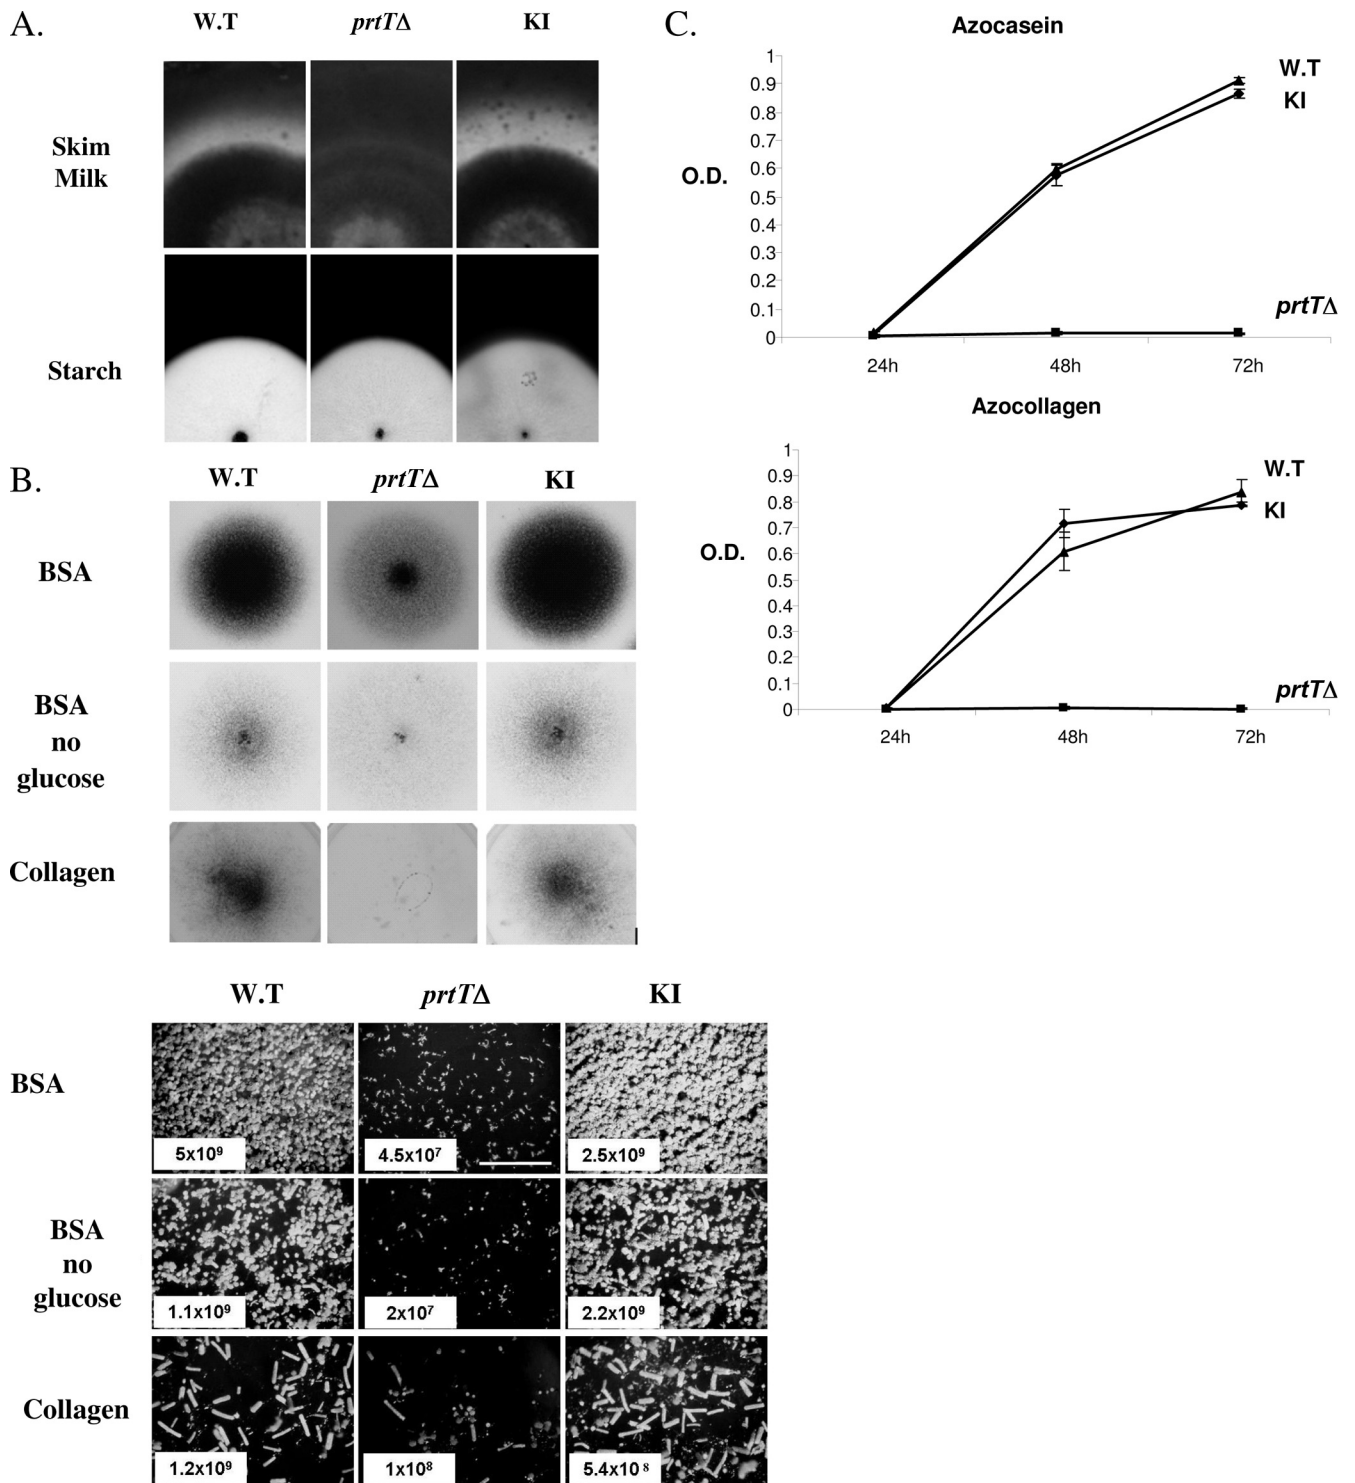 A.
W.T prtTΔ KI
Skim
Milk
Starch
B.
W.T prtTΔ KI
BSA
BSA
no
glucose
Collagen
W.T prtTΔ KI
BSA
5x10⁹ 4.5x10⁷ 2.5x10⁹
BSA
no
glucose
1.1x10⁹ 2x10⁷ 2.2x10⁹
Collagen
1.2x10⁹ 1x10⁸ 5.4x10⁸
C.
Azocasein
1
0.9
0.8
0.7
0.6
0.5
0.4
0.3
0.2
0.1
0
O.D.
W.T
KI
prtTΔ
24h 48h 72h
Azocollagen
1
0.9
0.8
0.7
0.6
0.5
0.4
0.3
0.2
0.1
0
O.D.
W.T
KI
prtTΔ
24h 48h 72h